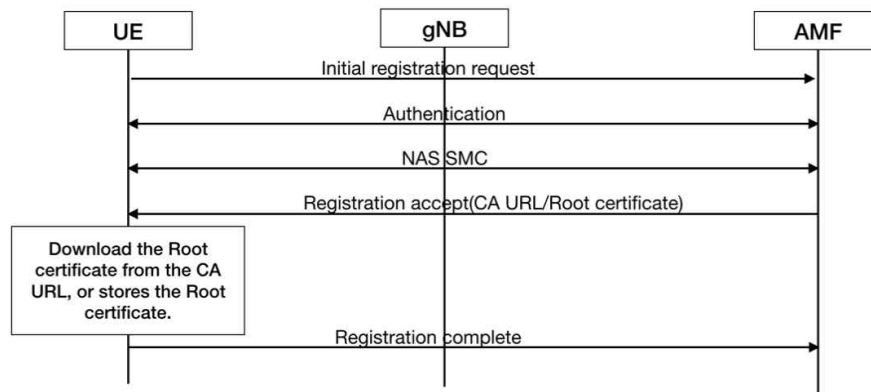 UE
gNB
AMF
Initial registration request
Authentication
NAS SMC
Registration accept(CA URL/Root certificate)
Download the Root
certificate from the CA
URL, or stores the Root
certificate.
Registration complete